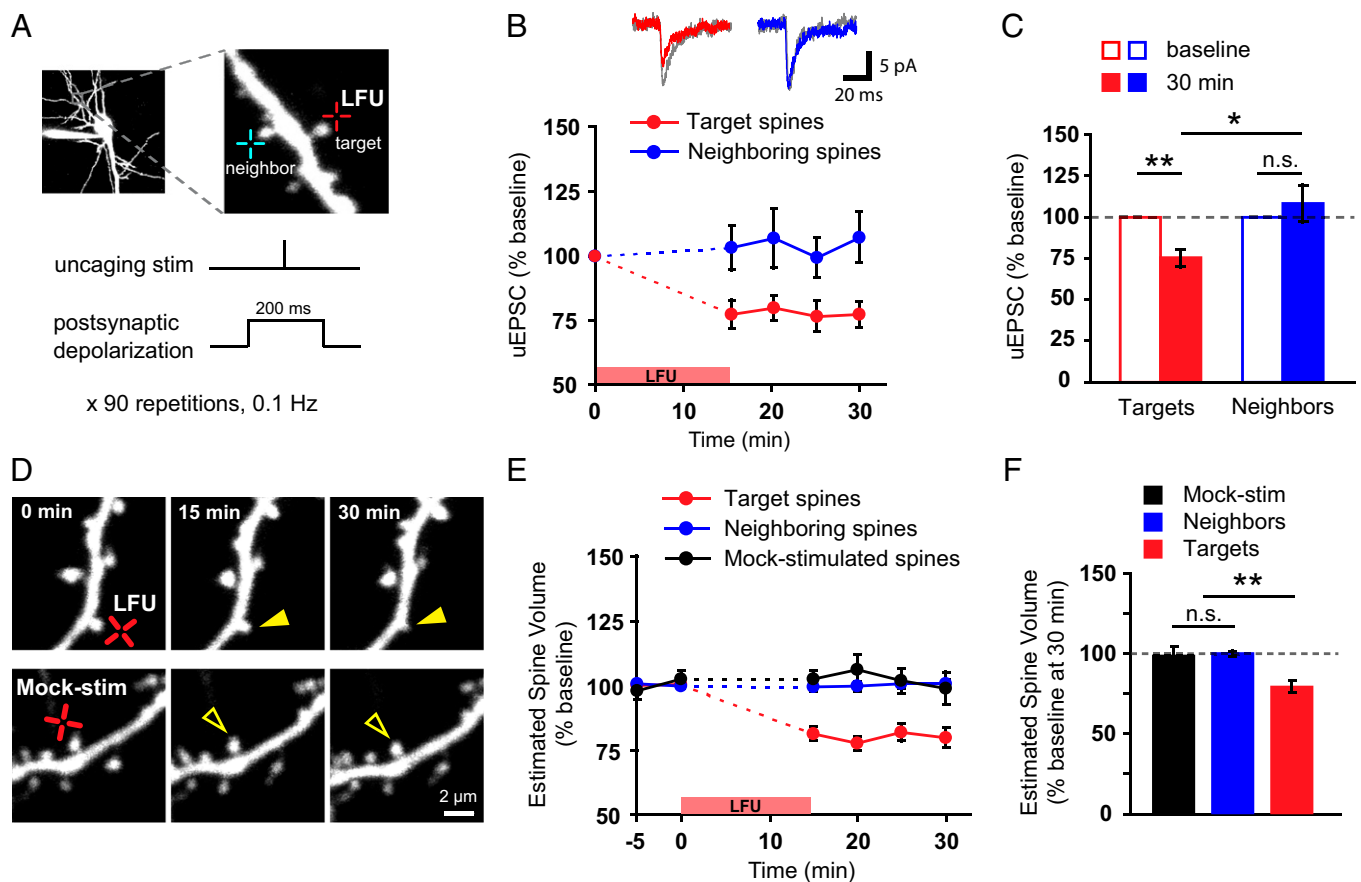 A
LFU
target
neighbor
uncaging stim
200 ms
postsynaptic
depolarization
x 90 repetitions, 0.1 Hz
B
5 pA
20 ms
Target spines
Neighboring spines
uEPSC (% baseline)
150
125
100
75
50
LFU
0 10 20 30
Time (min)
C
baseline
30 min
*
**
n.s.
uEPSC (% baseline)
150
125
100
75
50
25
0
Targets Neighbors
D
0 min 15 min 30 min
LFU
Mock-stim
2 µm
E
Target spines
Neighboring spines
Mock-stimulated spines
Estimated Spine Volume
(% baseline)
150
125
100
75
50
LFU
-5 0 10 20 30
Time (min)
F
Mock-stim
Neighbors
Targets
**
n.s.
Estimated Spine Volume
(% baseline at 30 min)
150
100
50
0